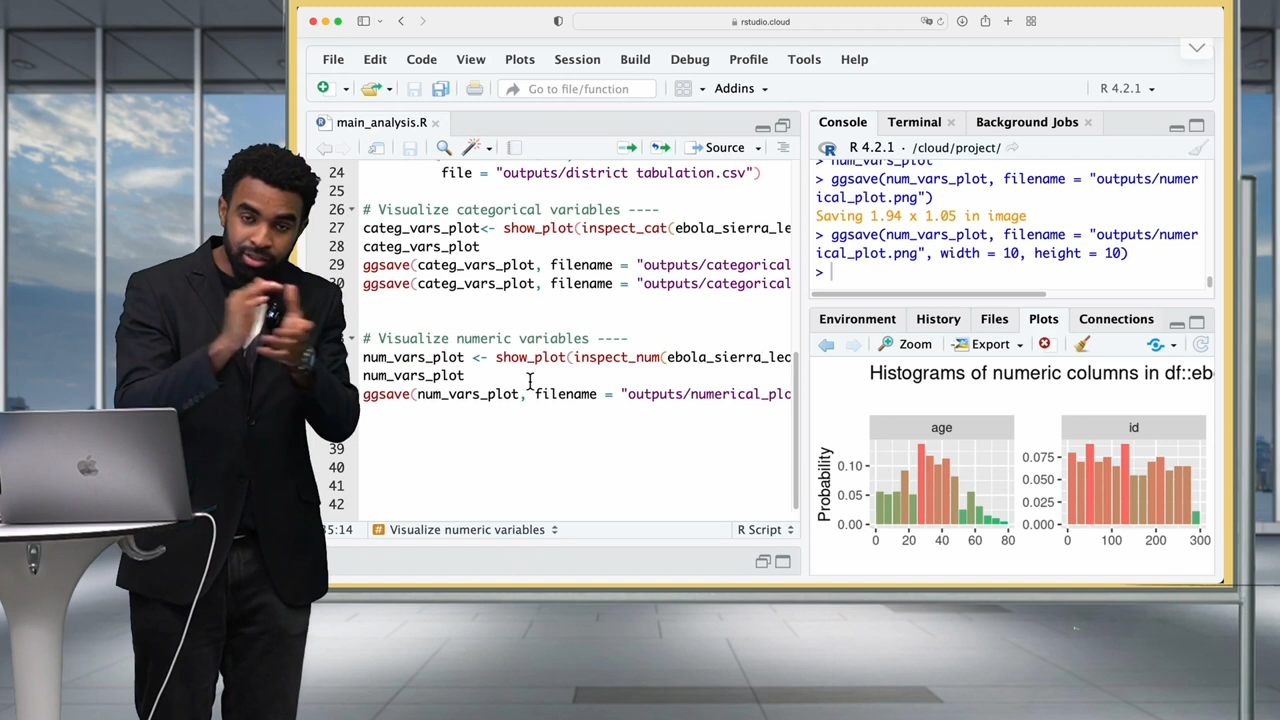 rstudio.cloud
File Edit Code View Plots Session Build Debug Profile Tools Help
Go to file/function Addins R 4.2.1
main_analysis.R
Source
24 file = "outputs/district tabulation.csv")
25
26 # Visualize categorical variables ----
27 categ_vars_plot<- show_plot(inspect_cat(ebola_sierra_le
28 categ_vars_plot
29 ggsave(categ_vars_plot, filename = "outputs/categorical
30 ggsave(categ_vars_plot, filename = "outputs/categorical
# Visualize numeric variables ----
num_vars_plot <- show_plot(inspect_num(ebola_sierra_leo
num_vars_plot
ggsave(num_vars_plot, filename = "outputs/numerical_plo
39
40
41
42
35:14 # Visualize numeric variables R Script
Console Terminal Background Jobs
R 4.2.1 · /cloud/project/
> num_vars_plot
> ggsave(num_vars_plot, filename = "outputs/numer
ical_plot.png")
Saving 1.94 x 1.05 in image
> ggsave(num_vars_plot, filename = "outputs/numer
ical_plot.png", width = 10, height = 10)
>
Environment History Files Plots Connections
Zoom Export
Histograms of numeric columns in df::eb
age id
Probability
0.10
0.05
0.00
0 20 40 60 80
0.075
0.050
0.025
0.000
0 100 200 300